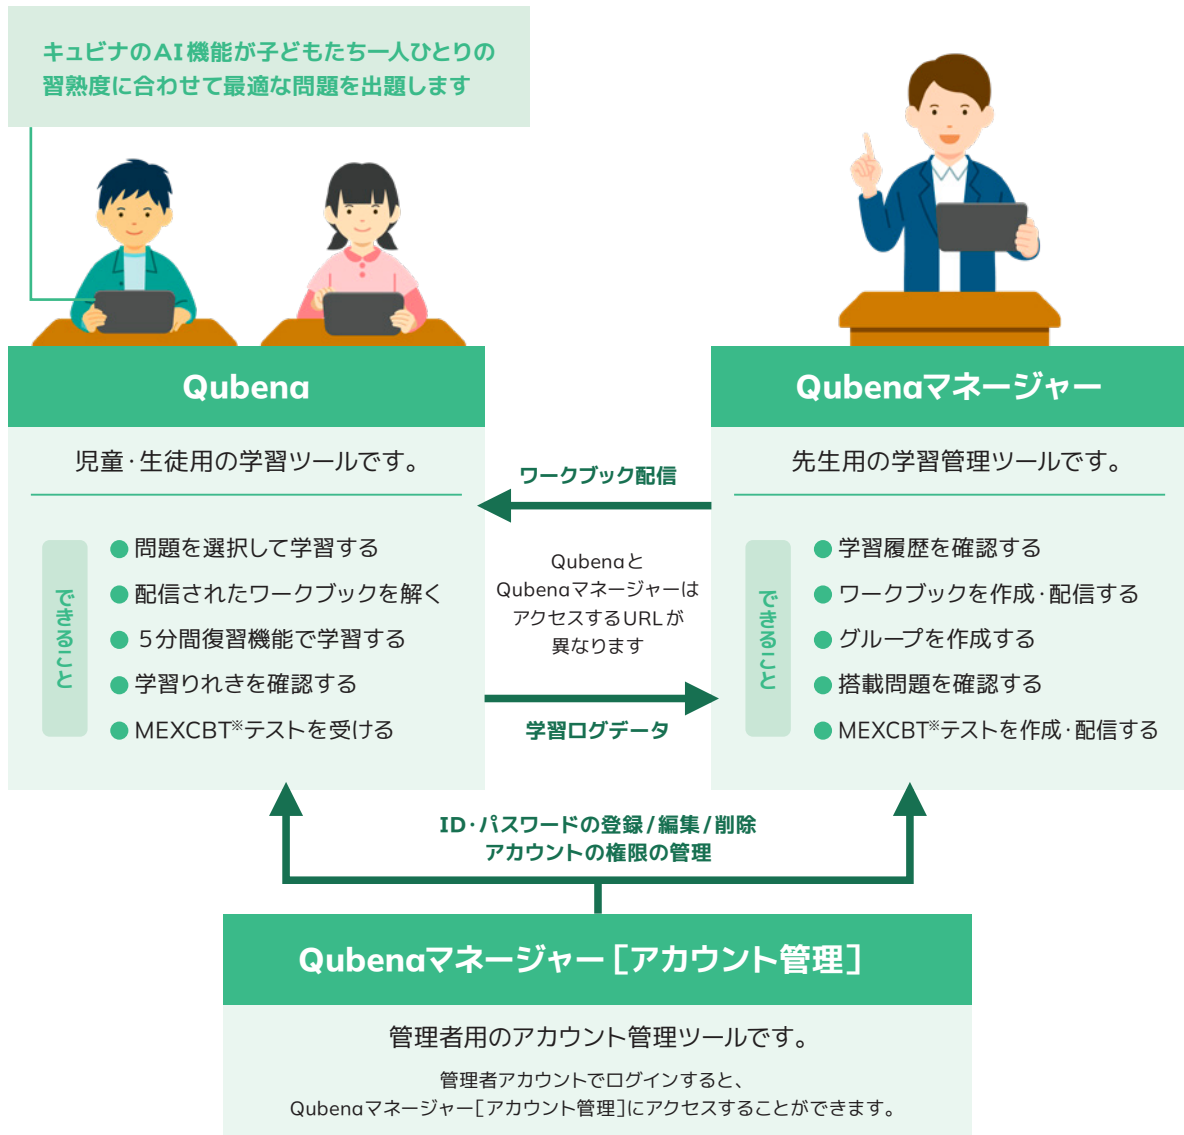 キュビナのAI機能が子どもたち一人ひとりの
習熟度に合わせて最適な問題を出題します
Qubena
児童・生徒用の学習ツールです。
できること
問題を選択して学習する
配信されたワークブックを解く
5分間復習機能で学習する
学習りれきを確認する
MEXCBT※テストを受ける
ワークブック配信
Qubenaと
Qubenaマネージャーは
アクセスするURLが
異なります
学習ログデータ
Qubenaマネージャー
先生用の学習管理ツールです。
できること
学習履歴を確認する
ワークブックを作成・配信する
グループを作成する
搭載問題を確認する
MEXCBT※テストを作成・配信する
ID・パスワードの登録/編集/削除
アカウントの権限の管理
Qubenaマネージャー[アカウント管理]
管理者用のアカウント管理ツールです。
管理者アカウントでログインすると、
Qubenaマネージャー[アカウント管理]にアクセスすることができます。